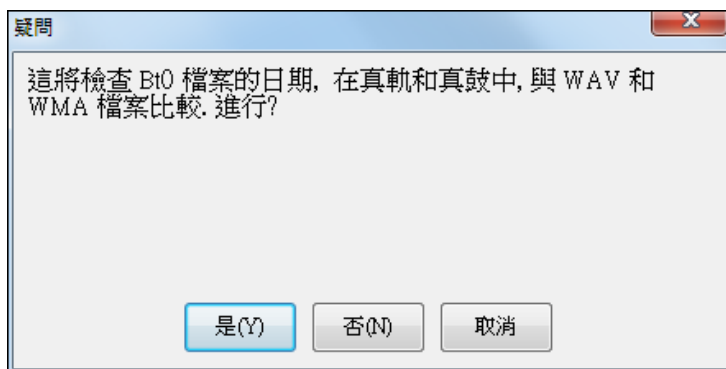 疑問
這將檢查 Bt0 檔案的日期, 在真軌和真鼓中, 與 WAV 和
WMA 檔案比較. 進行?
是(Y) 否(N) 取消